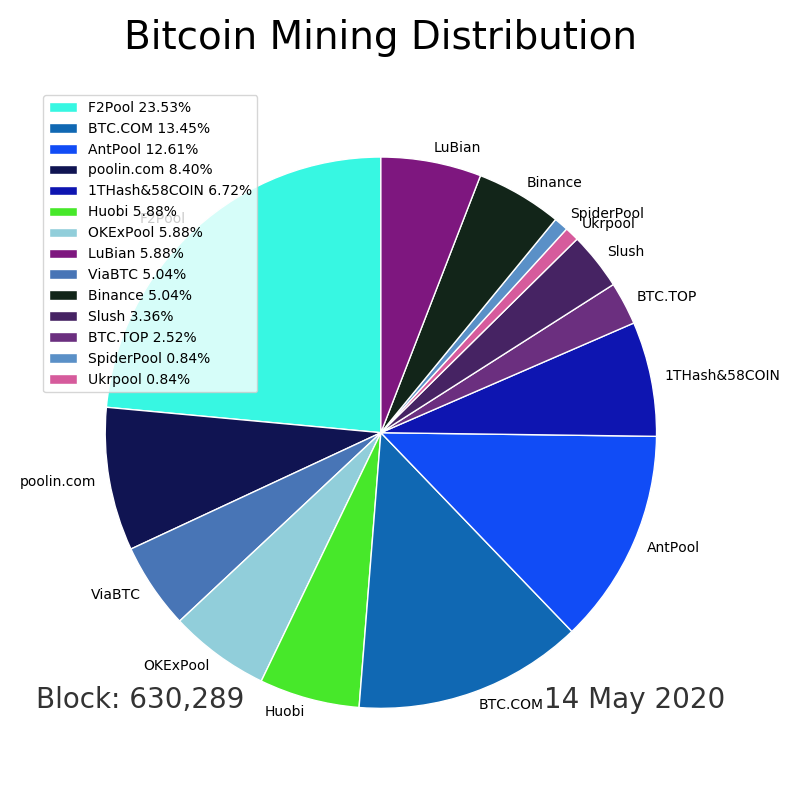 Bitcoin Mining Distribution
F2Pool 23.53%
BTC.COM 13.45%
AntPool 12.61%
poolin.com 8.40%
1THash&58COIN 6.72%
Huobi 5.88%
OKExPool 5.88%
LuBian 5.88%
ViaBTC 5.04%
Binance 5.04%
Slush 3.36%
BTC.TOP 2.52%
SpiderPool 0.84%
Ukrpool 0.84%
F2Pool
LuBian
Binance
SpiderPool
Ukrpool
Slush
BTC.TOP
1THash&58COIN
AntPool
BTC.COM
Huobi
OKExPool
ViaBTC
poolin.com
Block: 630,289
14 May 2020